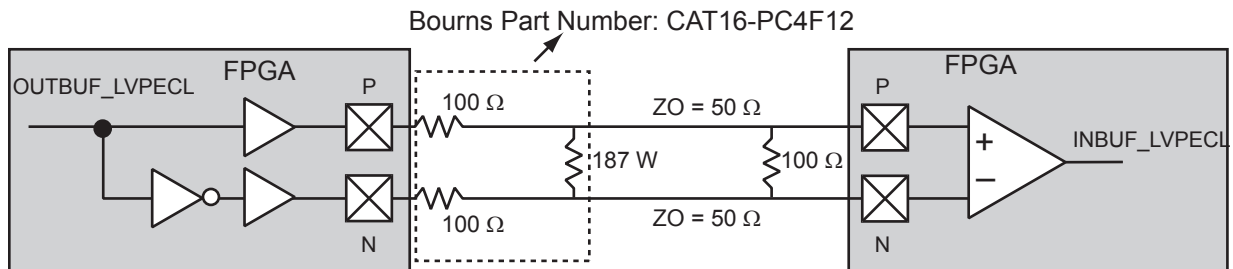 Bourns Part Number: CAT16-PC4F12
FPGA
FPGA
OUTBUF_LVPECL
P
100 Ω
ZO = 50 Ω
P
187 W
100 Ω
+
−
INBUF_LVPECL
100 Ω
ZO = 50 Ω
N
N